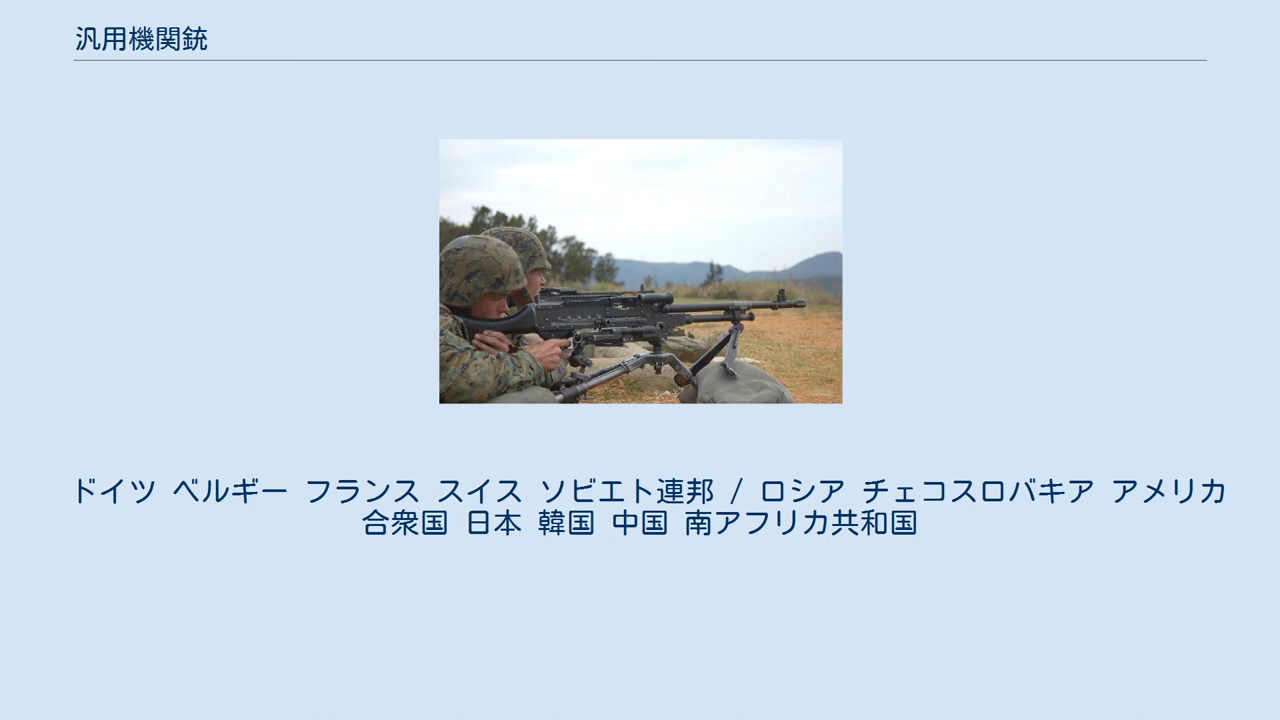 汎用機関銃
ドイツ ベルギー フランス スイス ソビエト連邦 / ロシア チェコスロバキア アメリカ
合衆国 日本 韓国 中国 南アフリカ共和国